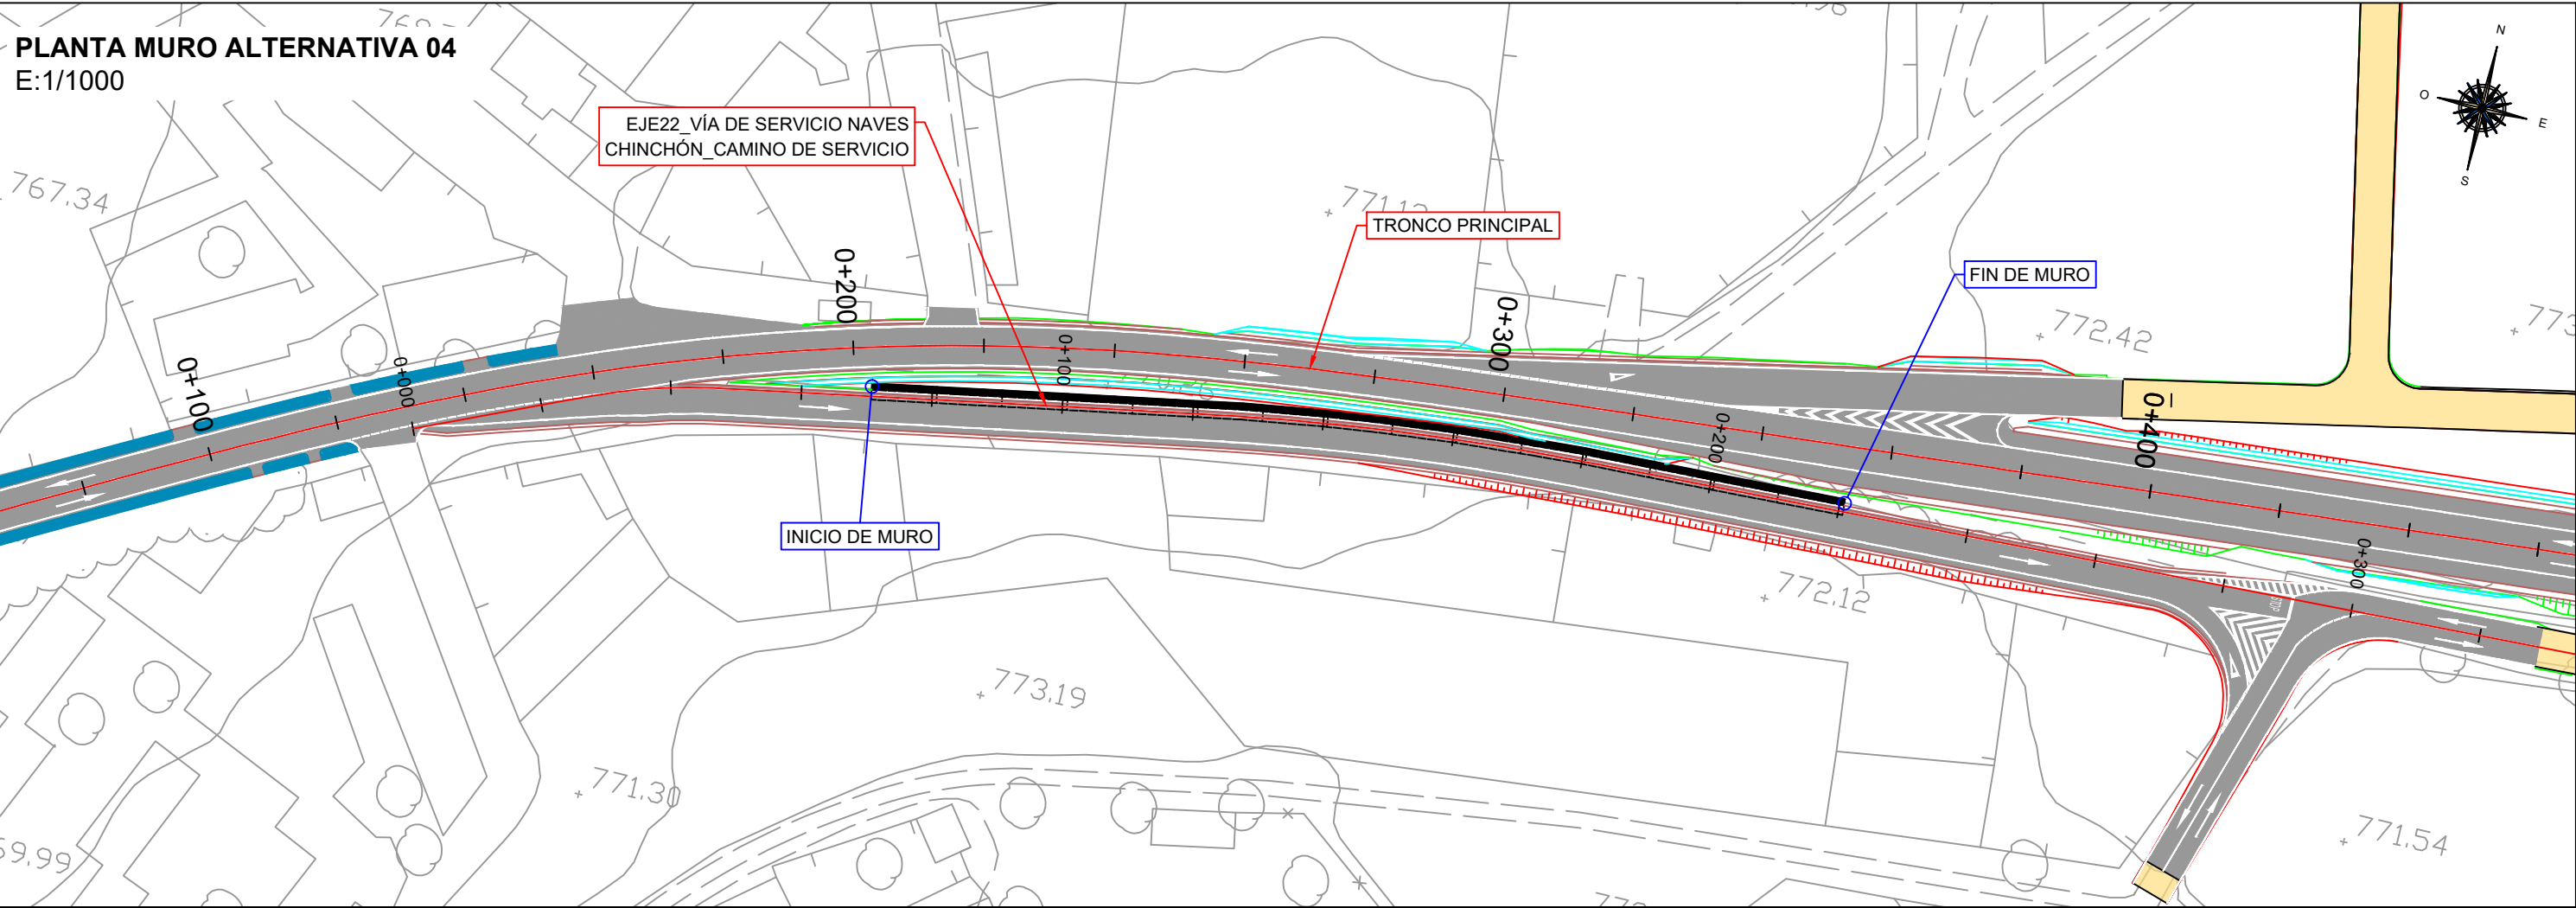 PLANTA MURO ALTERNATIVA 04
E:1/1000
N
O
E
S
EJE22_VÍA DE SERVICIO NAVES
CHINCHÓN_CAMINO DE SERVICIO
767.34
TRONCO PRINCIPAL
0+200
FIN DE MURO
0+300
772.42
0+100
0+000
0+100
0+200
0+400
INICIO DE MURO
0+300
772.12
STOP
773.19
771.30
771.54